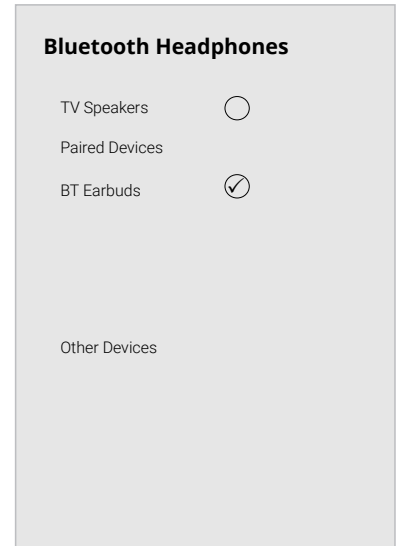 Bluetooth Headphones
TV Speakers
Paired Devices
BT Earbuds
Other Devices